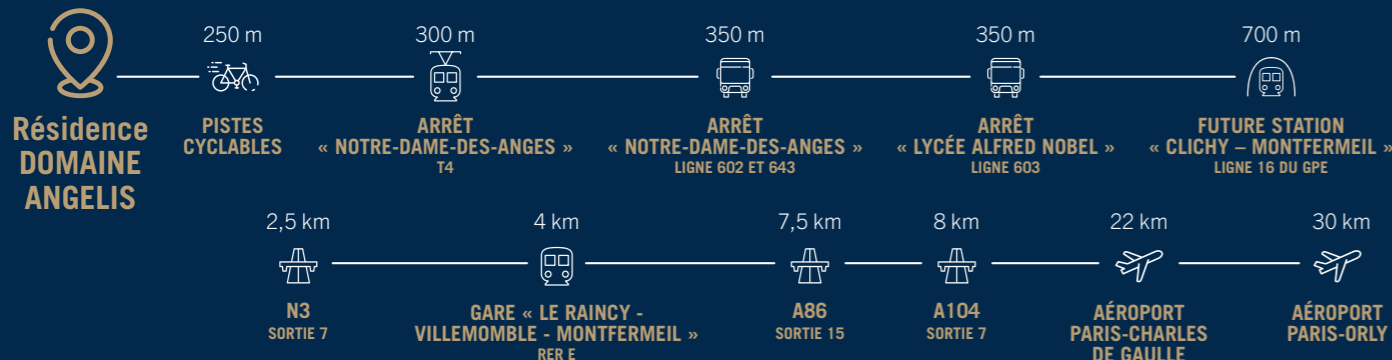 Résidence
DOMAINE
ANGELIS
250 m
PISTES
CYCLABLES
300 m
ARRÊT
« NOTRE-DAME-DES-ANGES »
T4
350 m
ARRÊT
« NOTRE-DAME-DES-ANGES »
LIGNE 602 ET 643
350 m
ARRÊT
« LYCÉE ALFRED NOBEL »
LIGNE 603
700 m
FUTURE STATION
« CLICHY – MONTFERMEIL »
LIGNE 16 DU GPE
2,5 km
N3
SORTIE 7
4 km
GARE « LE RAINCY -
VILLEMOMBLE - MONTFERMEIL »
RER E
7,5 km
A86
SORTIE 15
8 km
A104
SORTIE 7
22 km
AÉROPORT
PARIS-CHARLES
DE GAULLE
30 km
AÉROPORT
PARIS-ORLY